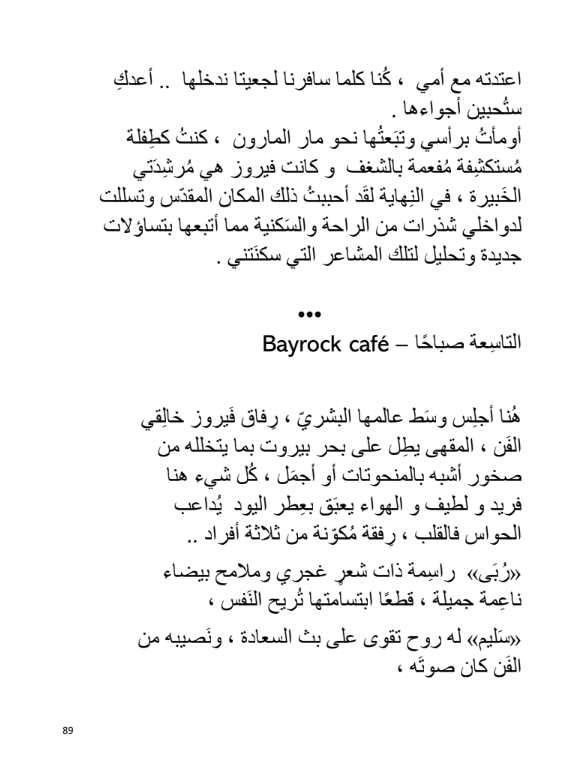 اعتدته مع أمي ، كُنا كلما سافرنا لجعيتا ندخلها .. أعدكِ
ستُحبين أجواءها .
أومأتُ برأسي وتبَعتُها نحو مار المارون ، كنتُ كطِفلة
مُستكشِفة مُفعمة بالشغف و كانت فيروز هي مُرشِدَتي
الخَبيرة ، في النِهاية لقَد أحببتُ ذلك المكان المقدّس وتسللت
لدواخلي شذرات من الراحة والسَكنية مما أتبعها بتساؤلات
جديدة وتحليل لتلك المشاعر التي سكنَتني .
•••
التاسِعة صباحًا – Bayrock café
هُنا أجلِس وسَط عالمها البشريّ ، رِفاق فَيروز خالِقي
الفَن ، المقهى يطِل على بحر بيروت بما يتخلله من
صخور أشبه بالمنحوتات أو أجمَل ، كُل شيء هنا
فريد و لطيف و الهواء يعبَق بعِطر اليود يُداعب
الحواس فالقلب ، رِفقة مُكوّنة من ثلاثة أفراد ..
«رُبَى» راسِمة ذات شعرٍ غجري وملامح بيضاء
ناعِمة جميلة ، قطعًا ابتسامتها تُريح النَفس ،
«سَليم» له روح تقوى على بث السعادة ، ونَصيبه من
الفَن كان صوتَه ،
89